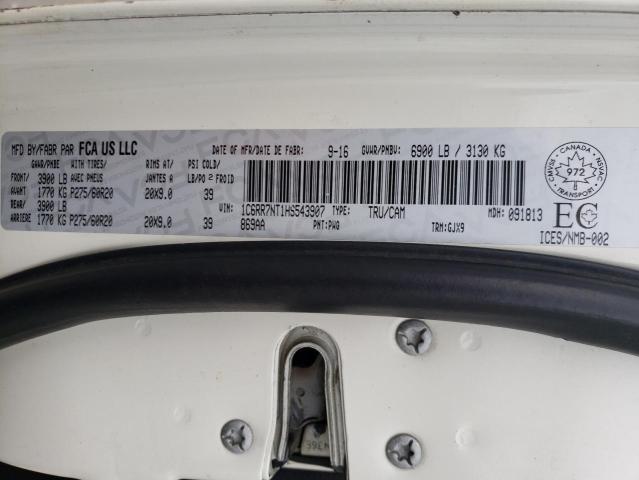 MFD BY/FABR PAR FCA US LLC DATE OF MFR/DATE DE FABR: 9-16 GVWR/PNBV: 6900 LB / 3130 KG
GAWR/PNBE WITH TIRES/ RIMS AT/ PSI COLD/
FRONT/ 3900 LB AVEC PNEUS JANTES A LB/PO 2 FROID
AVANT 1770 KG P275/60R20 20X9.0 39
REAR/ 3900 LB
ARRIERE 1770 KG P275/60R20 20X9.0 39
VIN: 1C6RR7NT1HS543907 TYPE: TRU/CAM MDH: 091813
869AA PNT:PW6 TRM:GJX9
CANADA
NSVAC
972
TRANSPORT
EC
ICES/NMB-002